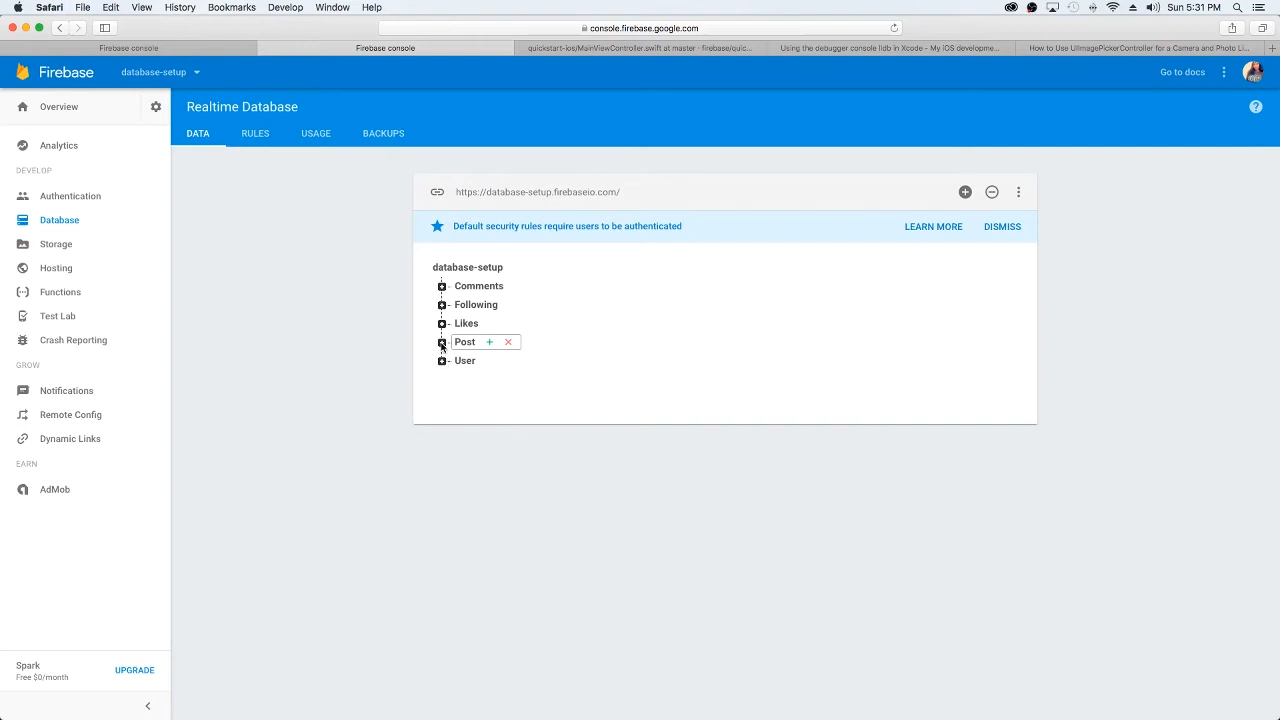 Safari File Edit View History Bookmarks Develop Window Help Sun 5:31 PM
console.firebase.google.com
Firebase console
Firebase console
quickstart-ios/MainViewController.swift at master · firebase/quic...
Using the debugger console lldb in Xcode - My iOS developme...
How to Use UIImagePickerController for a Camera and Photo Li...
Firebase
database-setup
Go to docs
Overview
Realtime Database
DATA
RULES
USAGE
BACKUPS
Analytics
DEVELOP
Authentication
Database
Storage
Hosting
Functions
Test Lab
Crash Reporting
GROW
Notifications
Remote Config
Dynamic Links
EARN
AdMob
Spark
Free $0/month
UPGRADE
https://database-setup.firebaseio.com/
Default security rules require users to be authenticated
LEARN MORE
DISMISS
database-setup
Comments
Following
Likes
Post
User